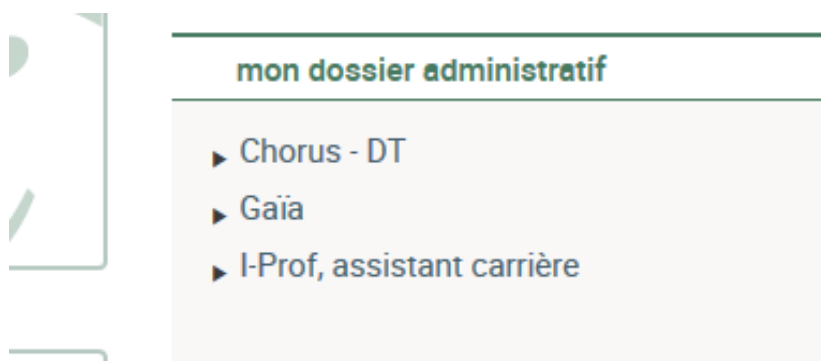 mon dossier administratif
Chorus - DT
Gaïa
I-Prof, assistant carrière